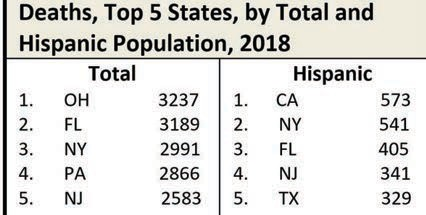 Deaths, Top 5 States, by Total and
Hispanic Population, 2018
Total Hispanic
1. OH 3237 1. CA 573
2. FL 3189 2. NY 541
3. NY 2991 3. FL 405
4. PA 2866 4. NJ 341
5. NJ 2583 5. TX 329